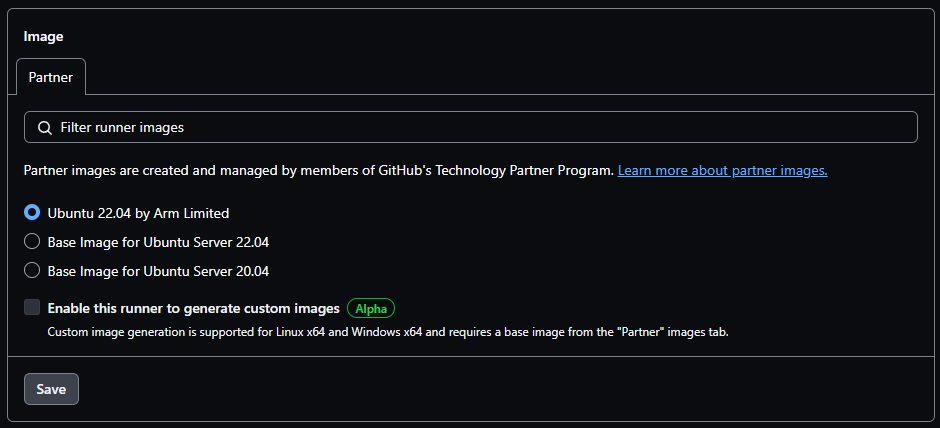 Image
Partner
Filter runner images
Partner images are created and managed by members of GitHub's Technology Partner Program. Learn more about partner images.
Ubuntu 22.04 by Arm Limited
Base Image for Ubuntu Server 22.04
Base Image for Ubuntu Server 20.04
Enable this runner to generate custom images Alpha
Custom image generation is supported for Linux x64 and Windows x64 and requires a base image from the "Partner" images tab.
Save